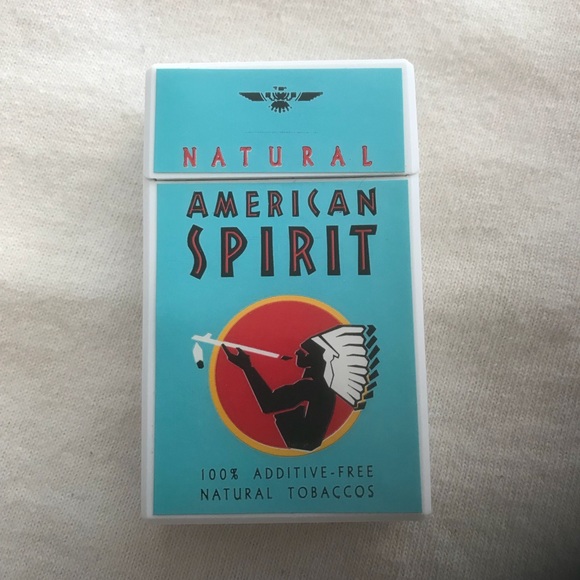 NATURAL
AMERICAN
SPIRIT
100% ADDITIVE-FREE
NATURAL TOBACCOS